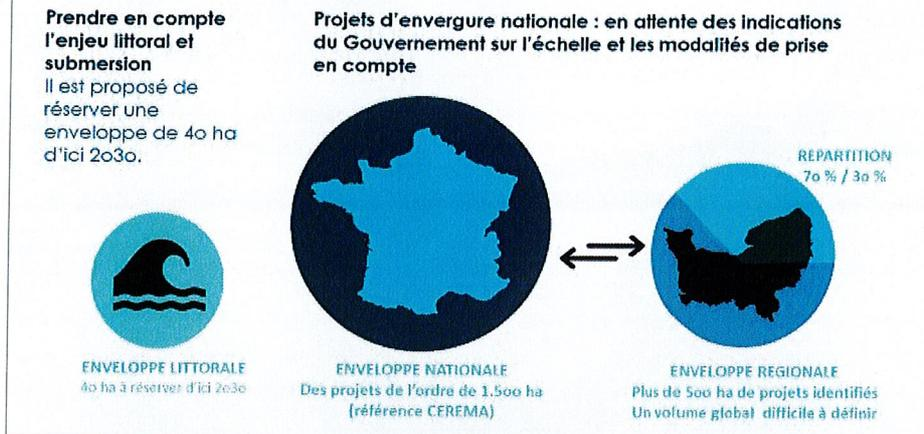 Prendre en compte
l'enjeu littoral et
submersion
Il est proposé de
réserver une
enveloppe de 4o ha
d'ici 2o3o.
Projets d'envergure nationale : en attente des indications
du Gouvernement sur l'échelle et les modalités de prise
en compte
REPARTITION
7o % / 3o %
ENVELOPPE LITTORALE
4o ha à réserver d'ici 2o3o
ENVELOPPE NATIONALE
Des projets de l'ordre de 1.5oo ha
(référence CEREMA)
ENVELOPPE REGIONALE
Plus de 5oo ha de projets identifiés
Un volume global difficile à définir